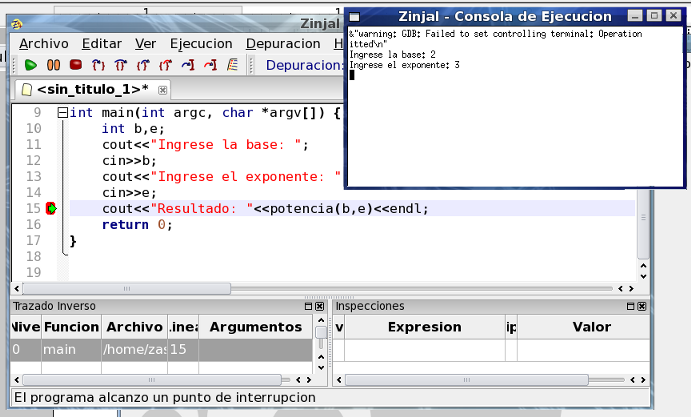 Zinjal
Zinjal - Consola de Ejecucion
&"warning: GDB: Failed to set controlling terminal: Operation
itted\n"
Ingrese la base: 2
Ingrese el exponente: 3
Archivo Editar Ver Ejecucion Depuracion H
Depuracion:
<sin_titulo_1>*
9 int main(int argc, char *argv[]) {
10 int b,e;
11 cout<<"Ingrese la base: ";
12 cin>>b;
13 cout<<"Ingrese el exponente: "
14 cin>>e;
15 cout<<"Resultado: "<<potencia(b,e)<<endl;
16 return 0;
17 }
18
19
Trazado Inverso
Nive Funcion Archivo Linea Argumentos
0 main /home/zas 15
Inspecciones
v Expresion ip Valor
El programa alcanzo un punto de interrupcion